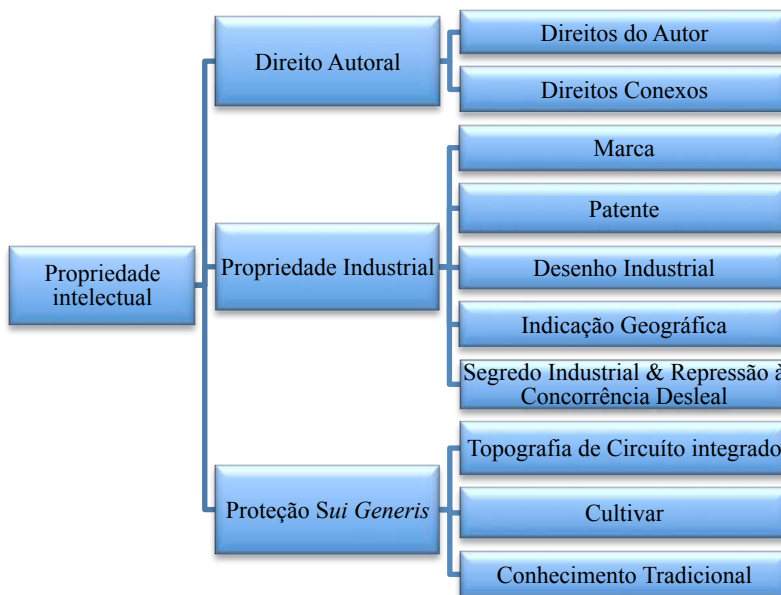 Propriedade
intelectual
Direito Autoral
Direitos do Autor
Direitos Conexos
Propriedade Industrial
Marca
Patente
Desenho Industrial
Indicação Geográfica
Segredo Industrial & Repressão à
Concorrência Desleal
Proteção Sui Generis
Topografia de Circuíto integrado
Cultivar
Conhecimento Tradicional